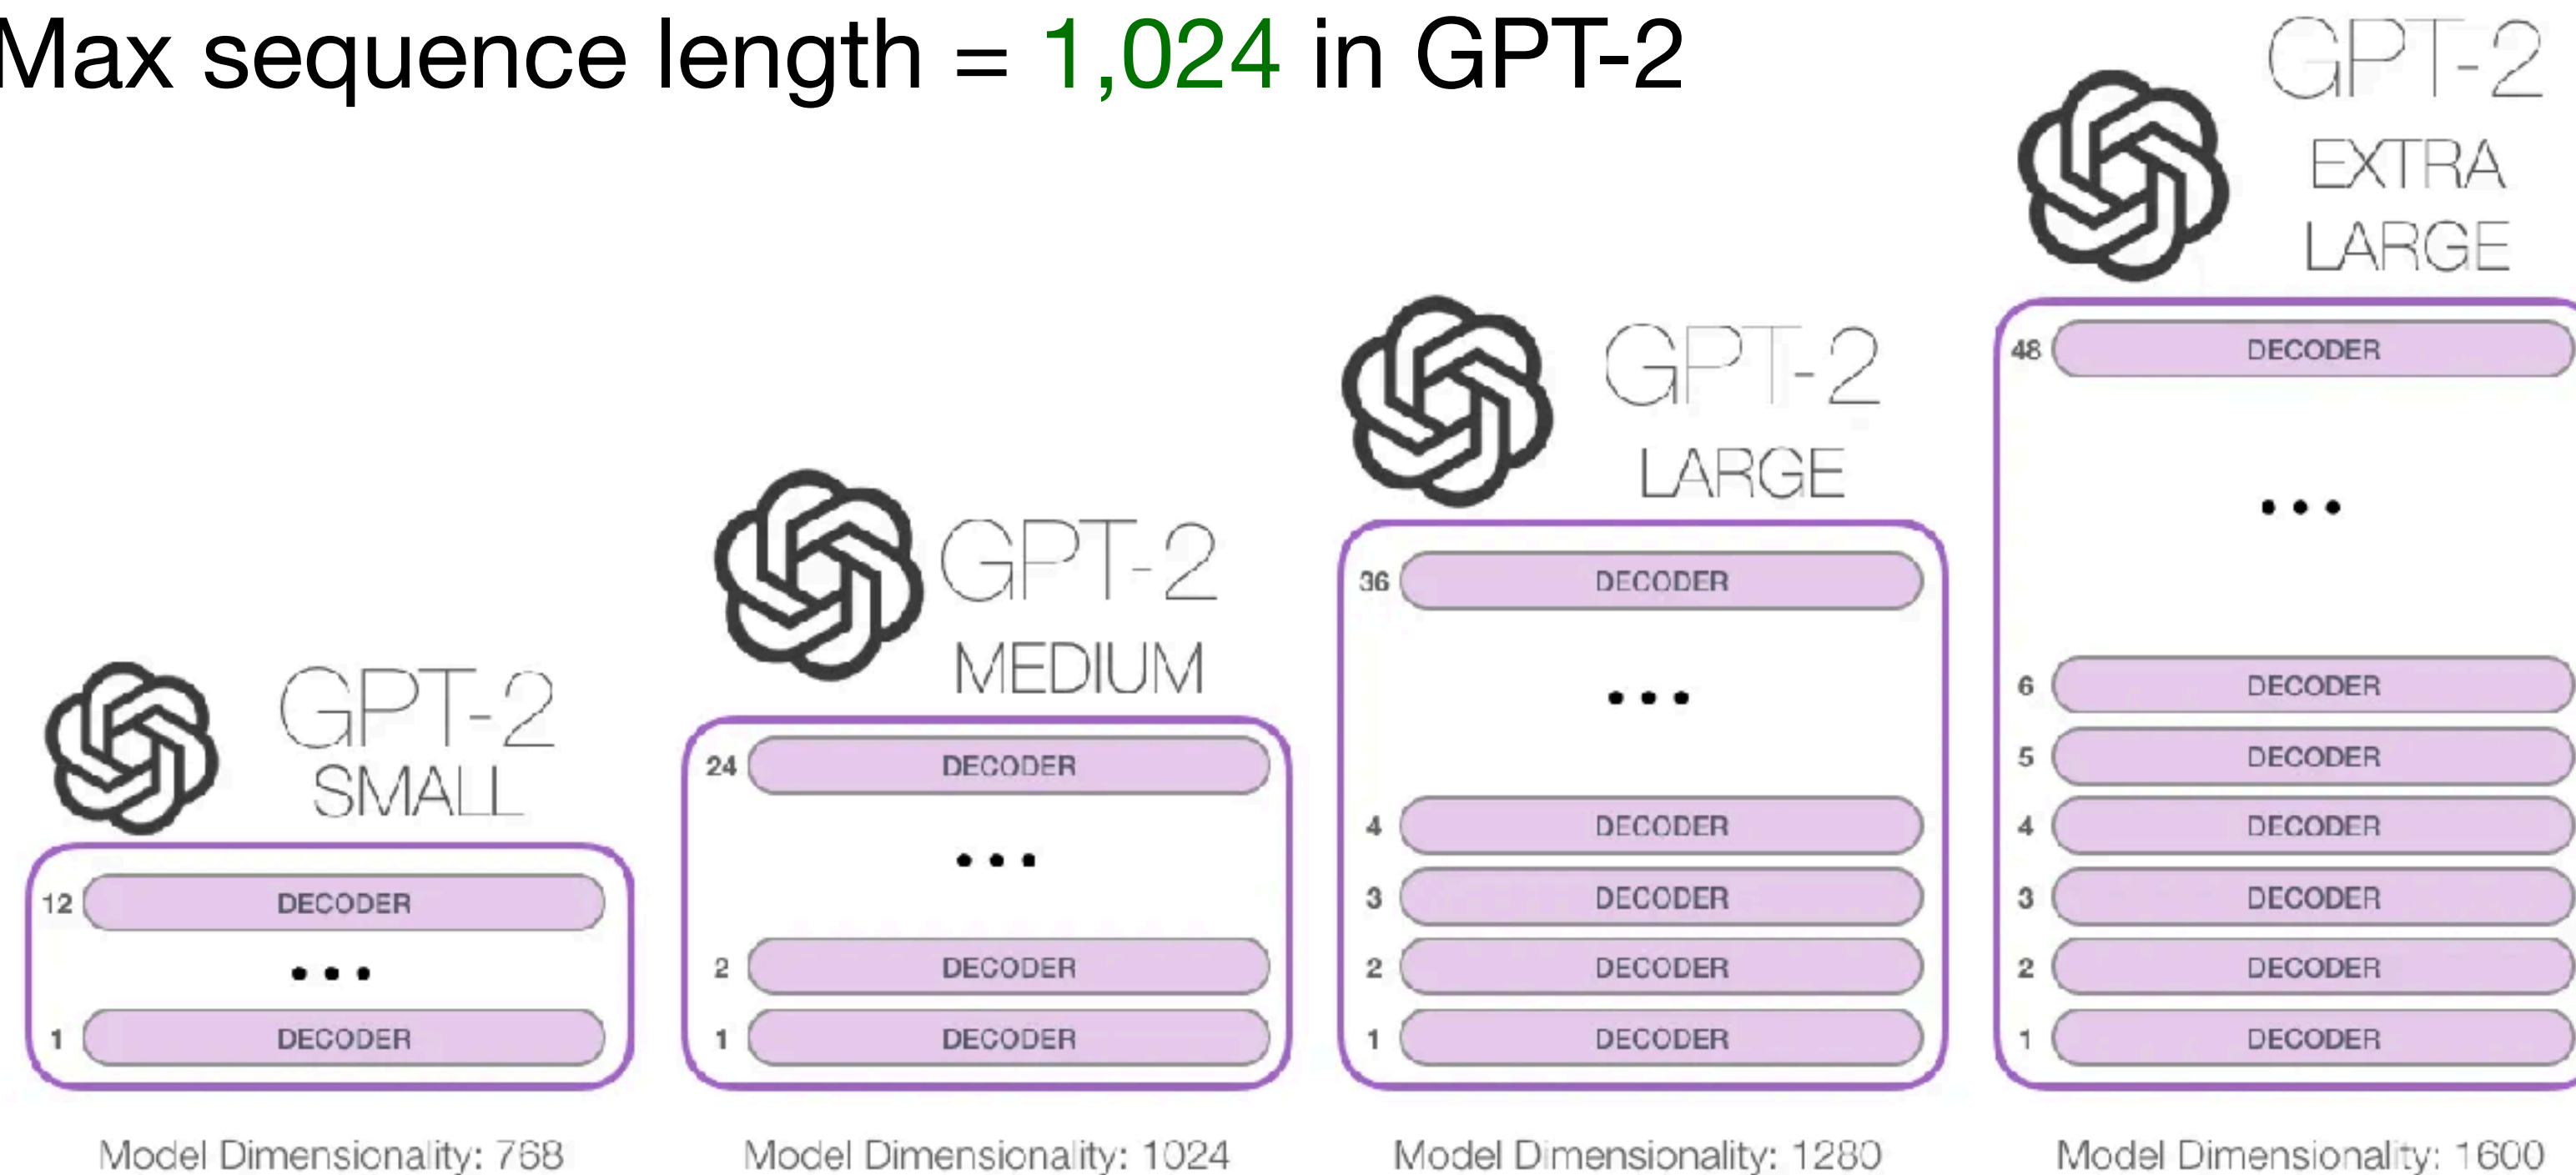 Max sequence length = 1,024 in GPT-2
GPT-2
SMALL
12 DECODER
...
1 DECODER
Model Dimensionality: 768
GPT-2
MEDIUM
24 DECODER
...
2 DECODER
1 DECODER
Model Dimensionality: 1024
GPT-2
LARGE
36 DECODER
...
4 DECODER
3 DECODER
2 DECODER
1 DECODER
Model Dimensionality: 1280
GPT-2
EXTRA
LARGE
48 DECODER
...
6 DECODER
5 DECODER
4 DECODER
3 DECODER
2 DECODER
1 DECODER
Model Dimensionality: 1600